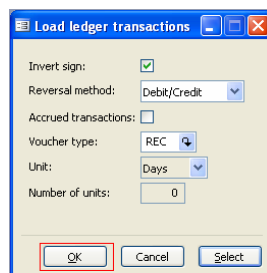 Load ledger transactions
Invert sign:
Reversal method: Debit/Credit
Accrued transactions:
Voucher type: REC
Unit: Days
Number of units: 0
OK Cancel Select